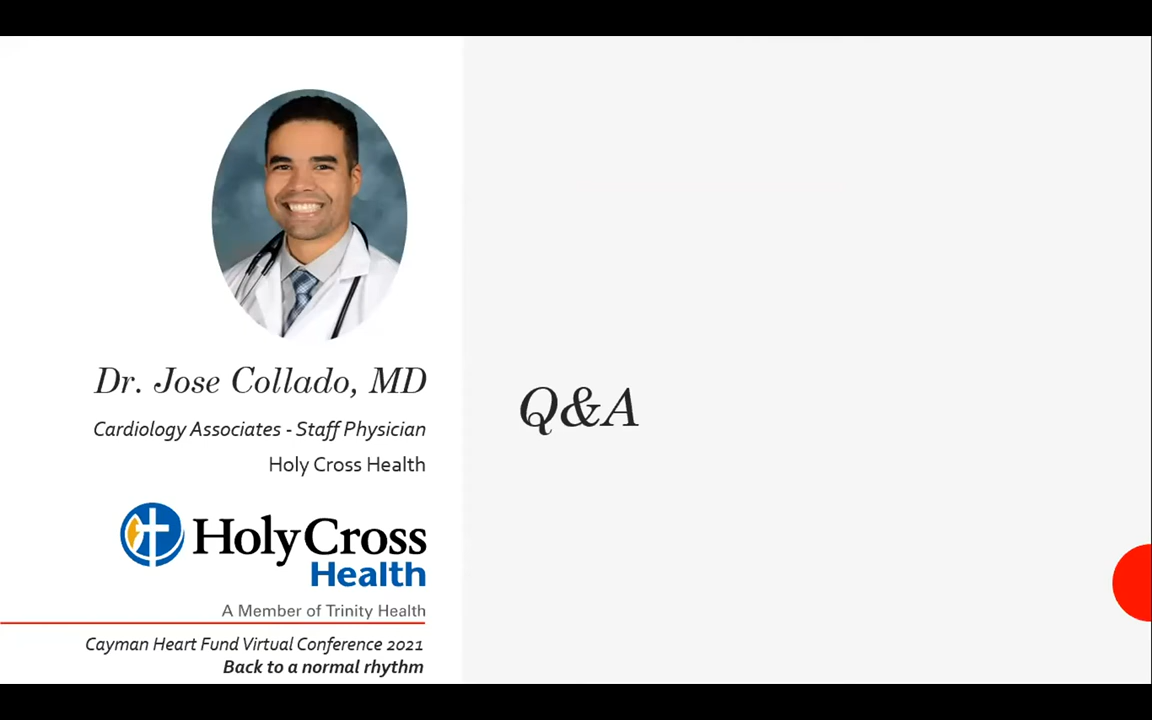 Dr. Jose Collado, MD
Cardiology Associates - Staff Physician
Holy Cross Health
Holy Cross
Health
A Member of Trinity Health
Cayman Heart Fund Virtual Conference 2021
Back to a normal rhythm
Q&A